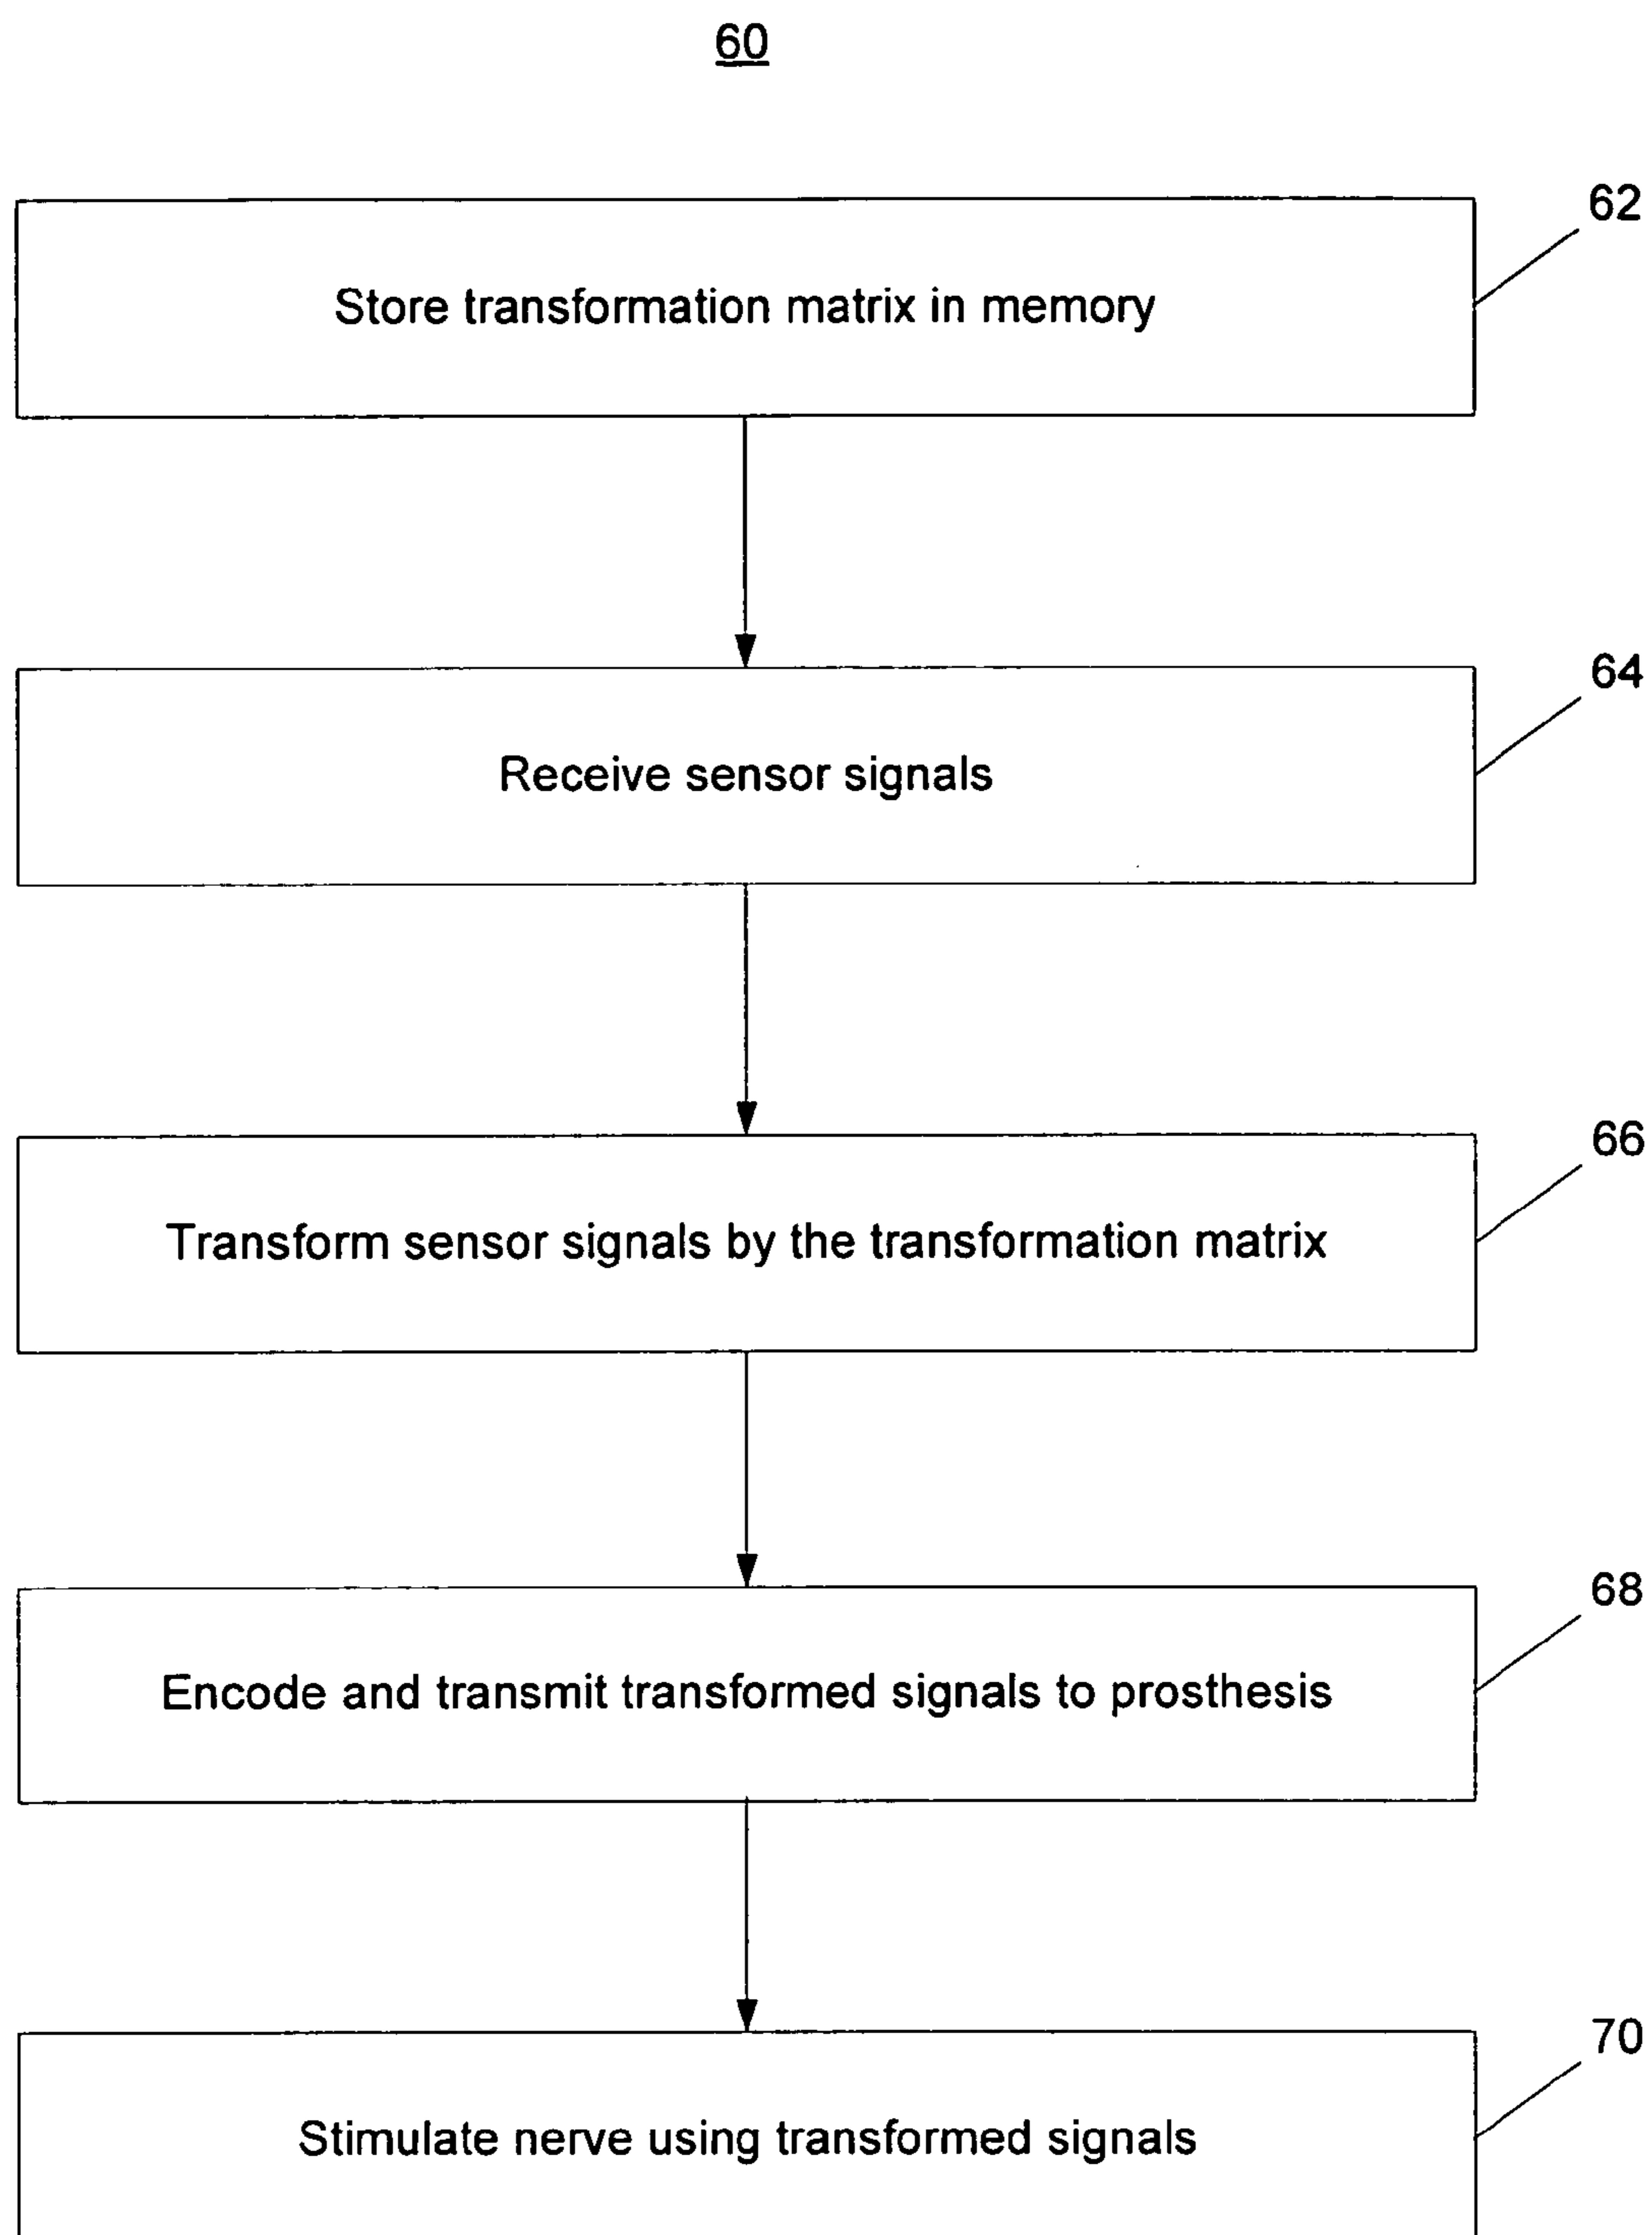 60
62
Store transformation matrix in memory
64
Receive sensor signals
66
Transform sensor signals by the transformation matrix
68
Encode and transmit transformed signals to prosthesis
70
Stimulate nerve using transformed signals